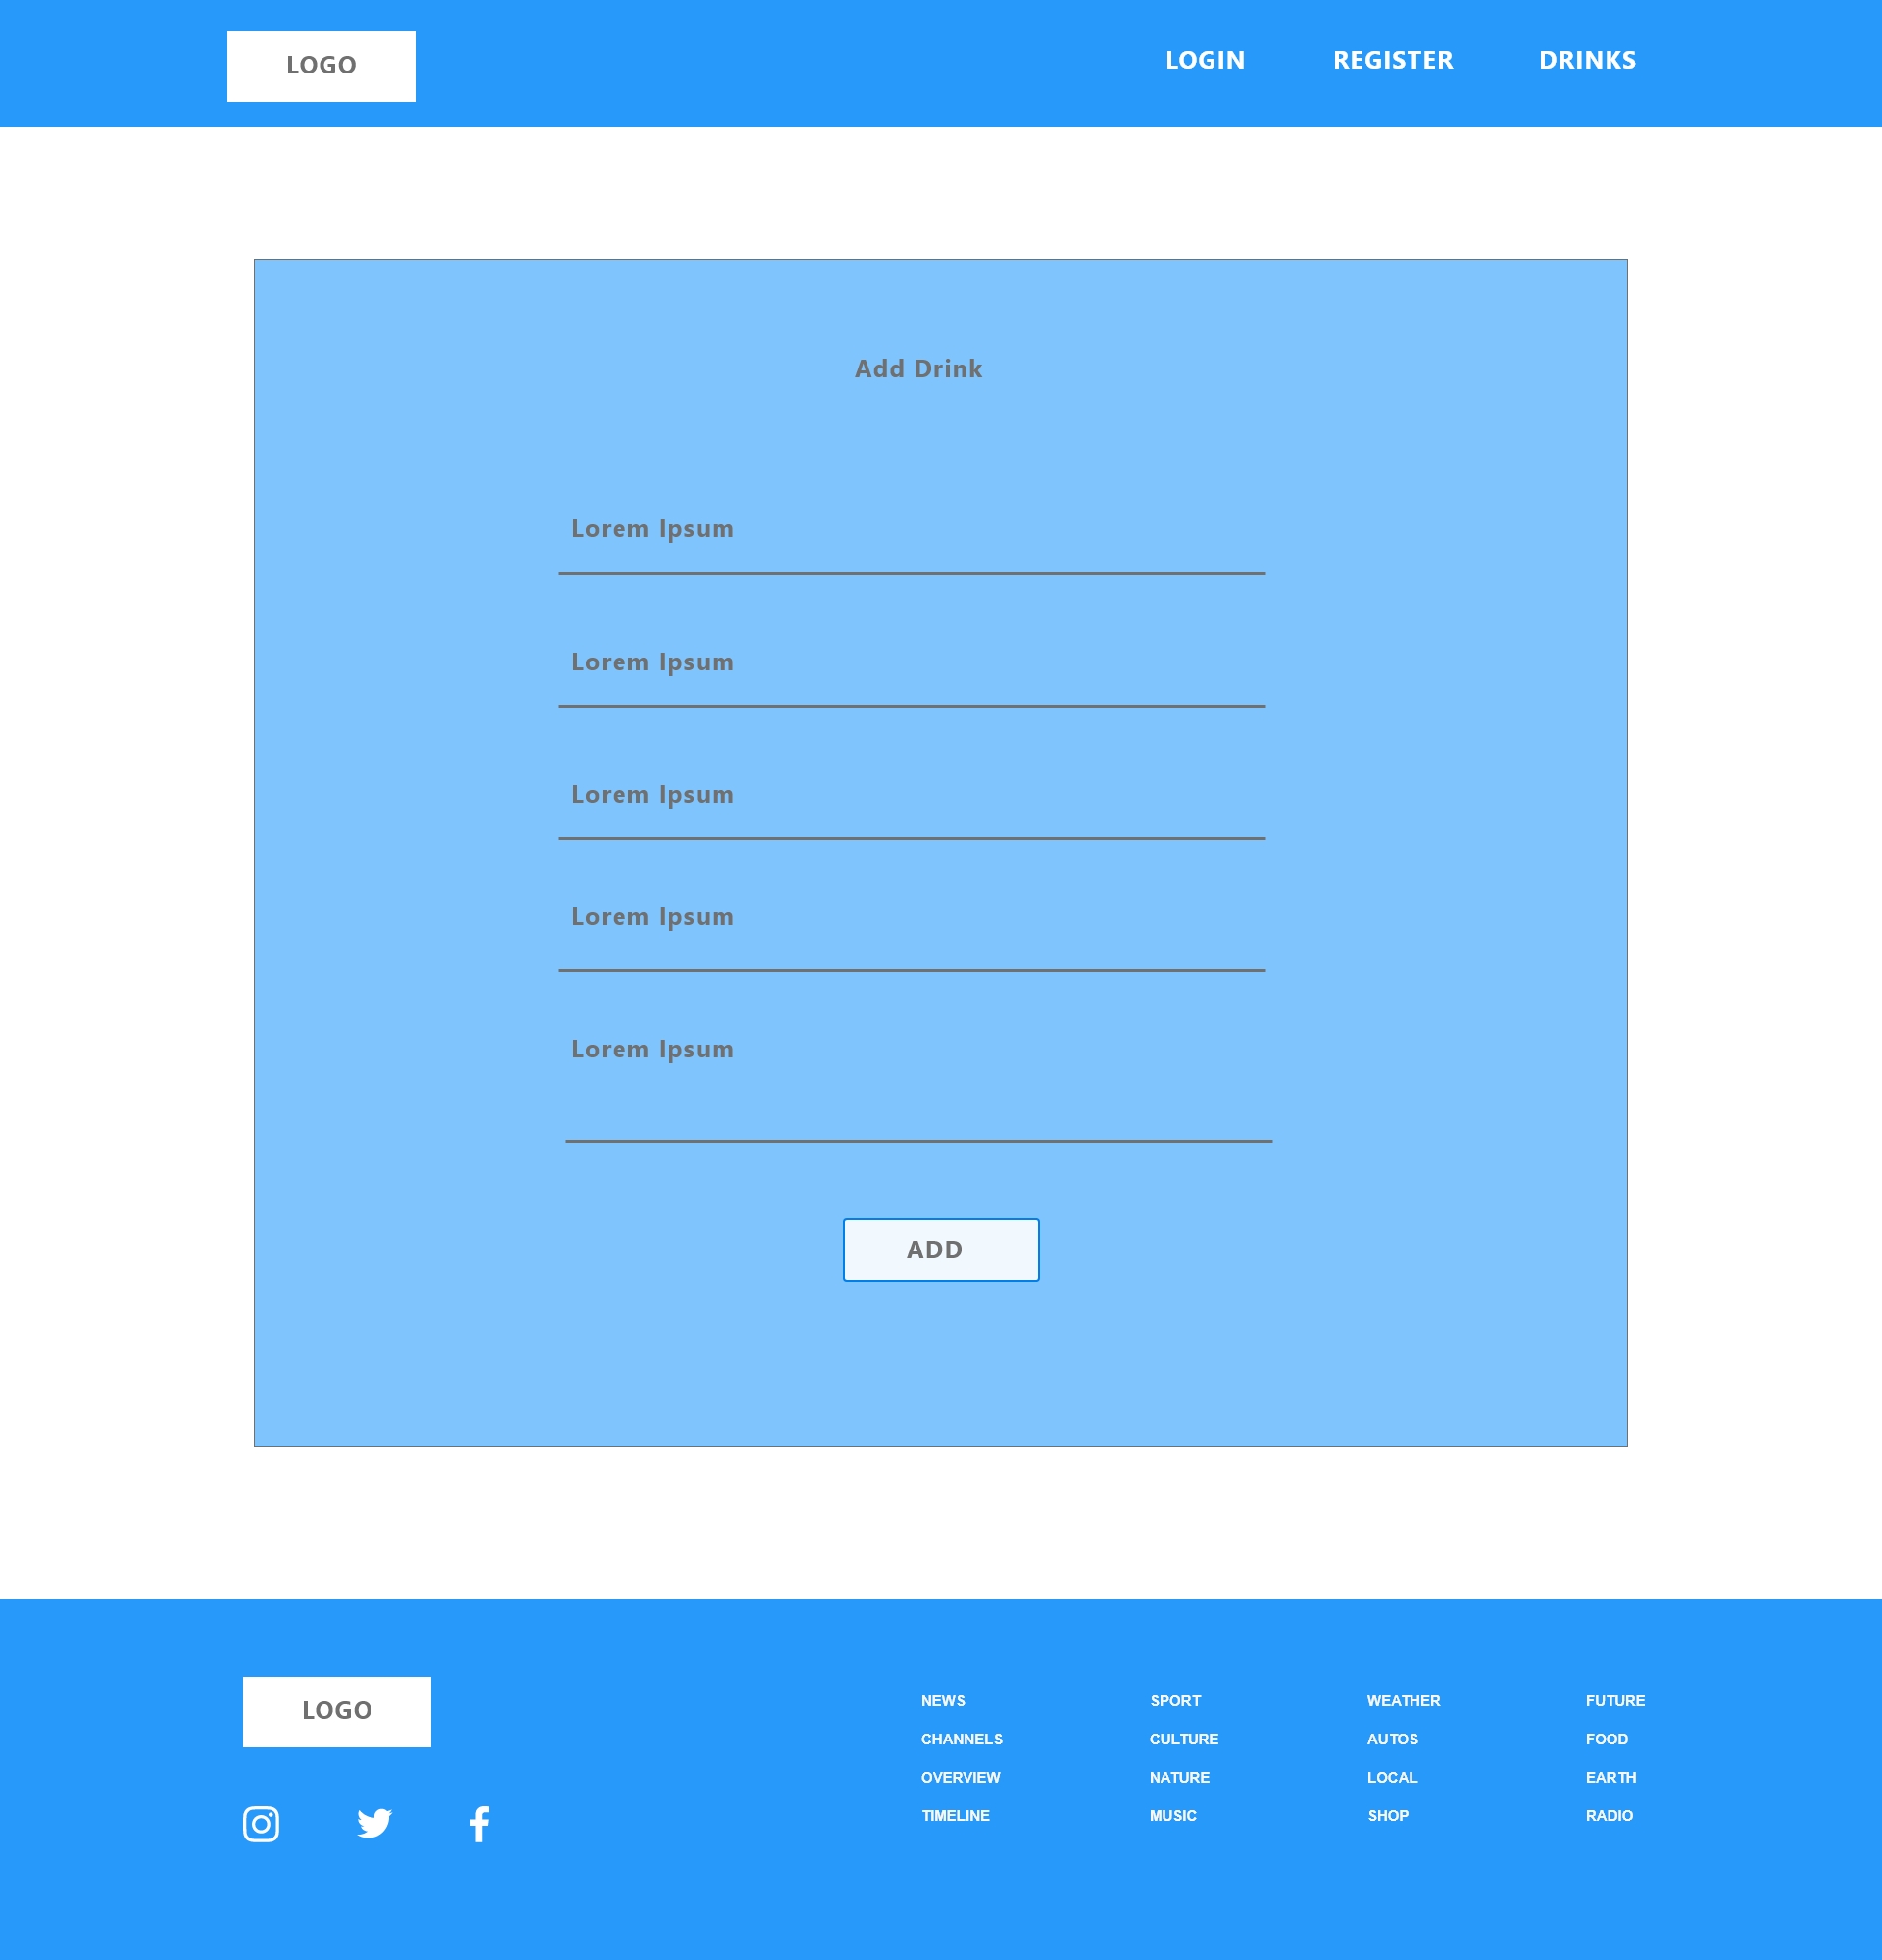 LOGO
LOGIN REGISTER DRINKS
Add Drink
Lorem Ipsum
Lorem Ipsum
Lorem Ipsum
Lorem Ipsum
Lorem Ipsum
ADD
LOGO
NEWS SPORT WEATHER FUTURE
CHANNELS CULTURE AUTOS FOOD
OVERVIEW NATURE LOCAL EARTH
TIMELINE MUSIC SHOP RADIO